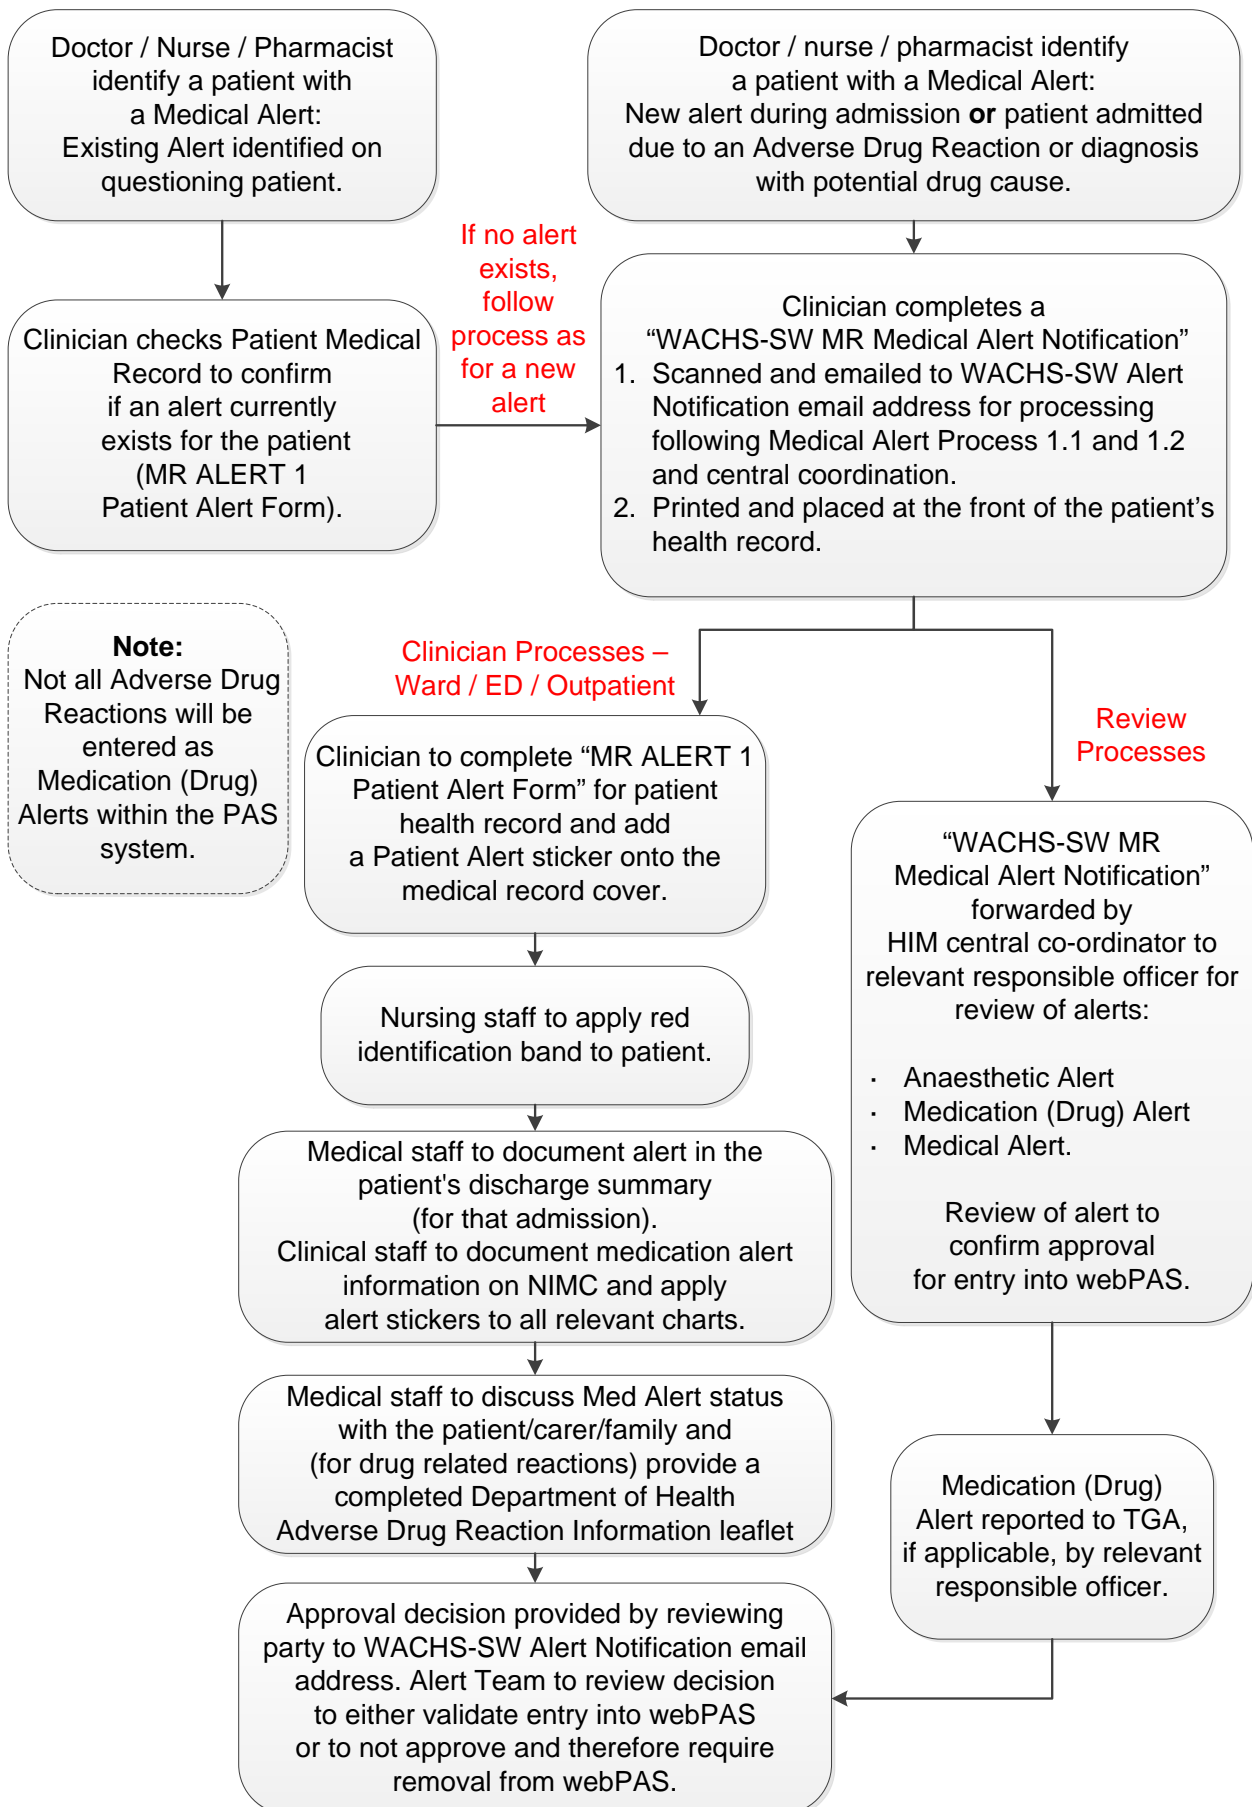 Doctor / Nurse / Pharmacist
identify a patient with
a Medical Alert:
Existing Alert identified on
questioning patient.
Doctor / nurse / pharmacist identify
a patient with a Medical Alert:
New alert during admission or patient admitted
due to an Adverse Drug Reaction or diagnosis
with potential drug cause.
If no alert
exists,
follow
process as
for a new
alert
Clinician checks Patient Medical
Record to confirm
if an alert currently
exists for the patient
(MR ALERT 1
Patient Alert Form).
Clinician completes a
“WACHS-SW MR Medical Alert Notification”
1. Scanned and emailed to WACHS-SW Alert
Notification email address for processing
following Medical Alert Process 1.1 and 1.2
and central coordination.
2. Printed and placed at the front of the patient’s
health record.
Note:
Not all Adverse Drug
Reactions will be
entered as
Medication (Drug)
Alerts within the PAS
system.
Clinician Processes –
Ward / ED / Outpatient
Review
Processes
Clinician to complete “MR ALERT 1
Patient Alert Form” for patient
health record and add
a Patient Alert sticker onto the
medical record cover.
Nursing staff to apply red
identification band to patient.
Medical staff to document alert in the
patient's discharge summary
(for that admission).
Clinical staff to document medication alert
information on NIMC and apply
alert stickers to all relevant charts.
Medical staff to discuss Med Alert status
with the patient/carer/family and
(for drug related reactions) provide a
completed Department of Health
Adverse Drug Reaction Information leaflet
“WACHS-SW MR
Medical Alert Notification”
forwarded by
HIM central co-ordinator to
relevant responsible officer for
review of alerts:
· Anaesthetic Alert
· Medication (Drug) Alert
· Medical Alert.
Review of alert to
confirm approval
for entry into webPAS.
Medication (Drug)
Alert reported to TGA,
if applicable, by relevant
responsible officer.
Approval decision provided by reviewing
party to WACHS-SW Alert Notification email
address. Alert Team to review decision
to either validate entry into webPAS
or to not approve and therefore require
removal from webPAS.